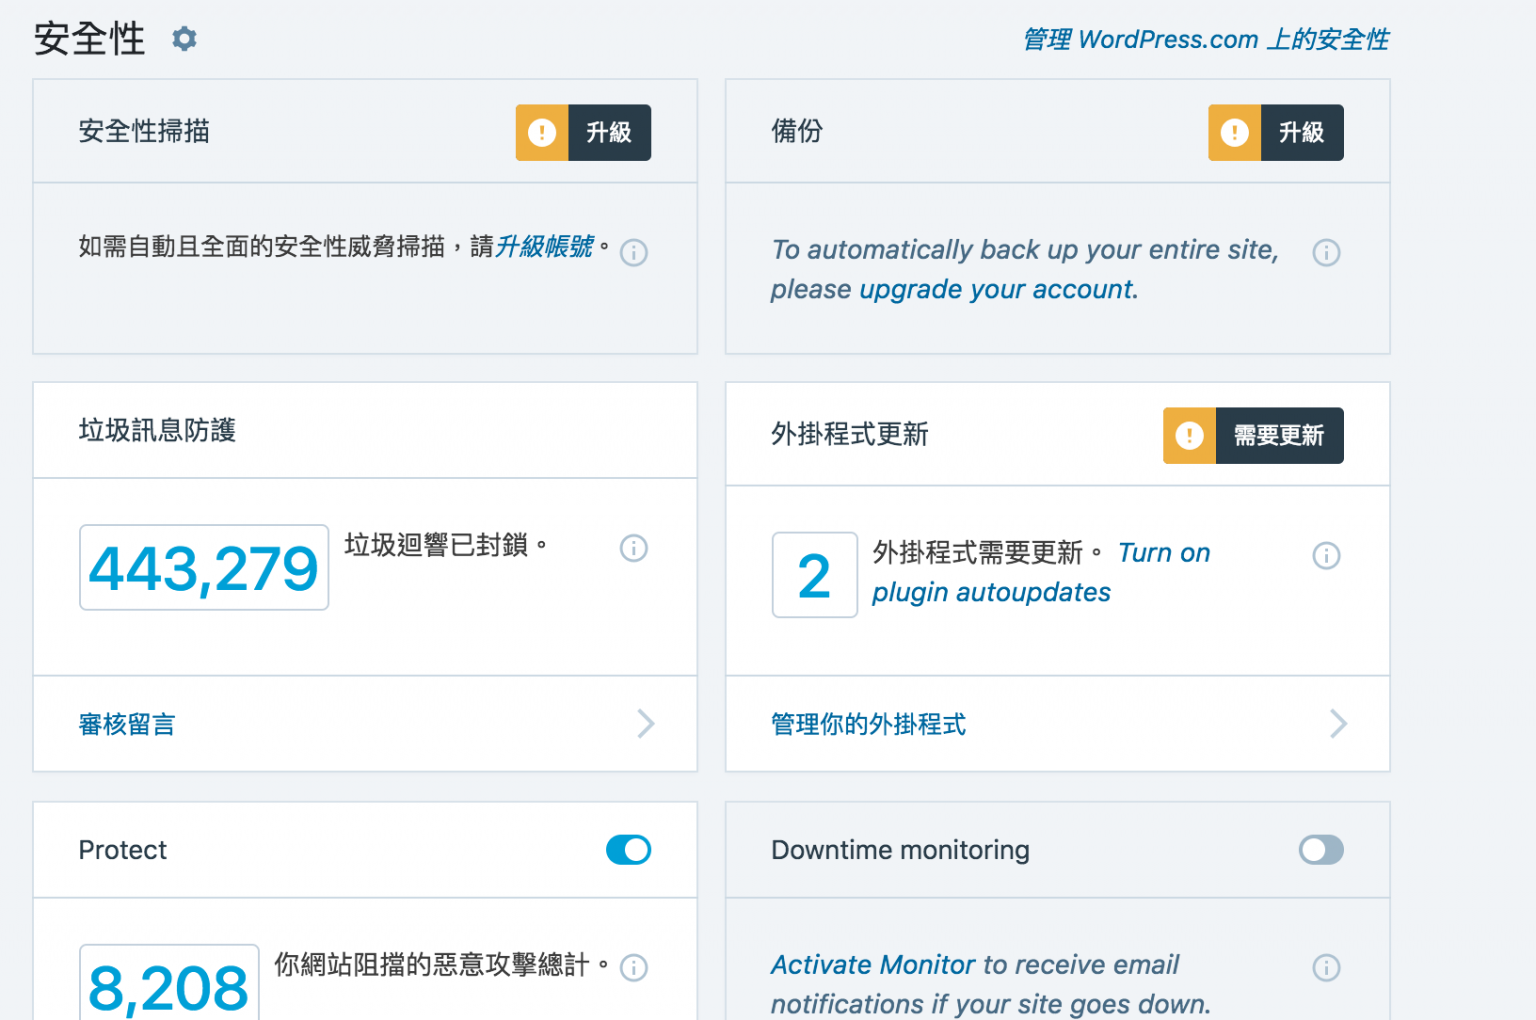 安全性
管理 WordPress.com 上的安全性
安全性掃描
升級
如需自動且全面的安全性威脅掃描，請升級帳號。
備份
升級
To automatically back up your entire site,
please upgrade your account.
垃圾訊息防護
443,279
垃圾迴響已封鎖。
審核留言
外掛程式更新
需要更新
2
外掛程式需要更新。 Turn on
plugin autoupdates
管理你的外掛程式
Protect
8,208
你網站阻擋的惡意攻擊總計。
Downtime monitoring
Activate Monitor to receive email
notifications if your site goes down.